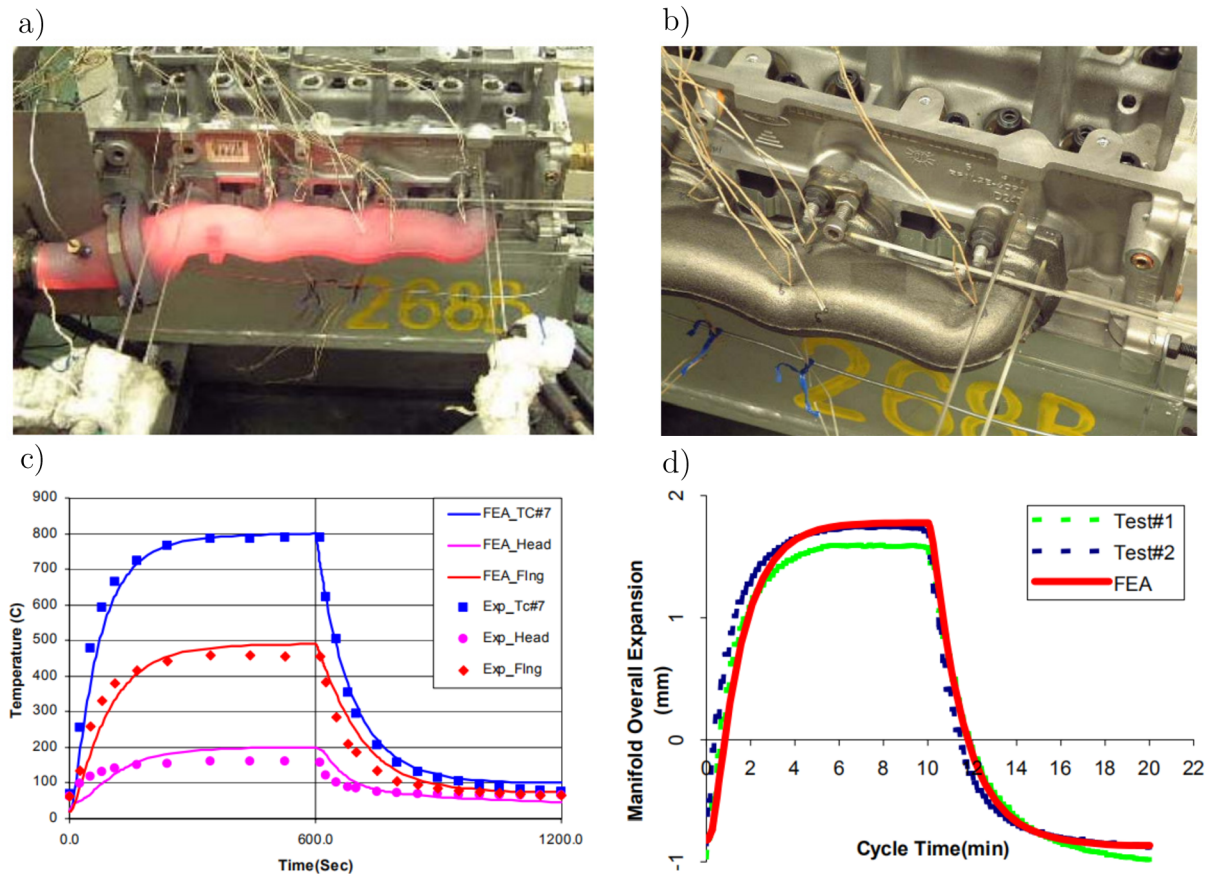 a)
b)
268B
268B
c)
d)
900
800
700
600
500
400
300
200
100
0
0.0
600.0
1200.0
Temperature (C)
Time(Sec)
FEA_TC#7
FEA_Head
FEA_Flng
Exp_Tc#7
Exp_Head
Exp_Flng
2
1
0
-1
0 2 4 6 8 10 12 14 16 18 20 22
Manifold Overall Expansion
(mm)
Cycle Time(min)
Test#1
Test#2
FEA